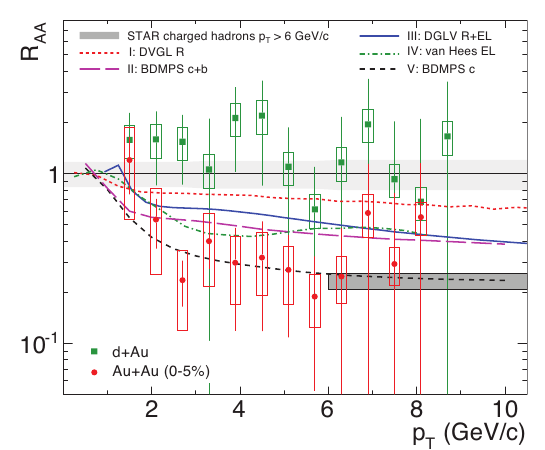 R_AA
STAR charged hadrons p_T > 6 GeV/c
I: DVGL R
II: BDMPS c+b
III: DGLV R+EL
IV: van Hees EL
V: BDMPS c
1
10^-1
d+Au
Au+Au (0-5%)
2 4 6 8 10
p_T (GeV/c)